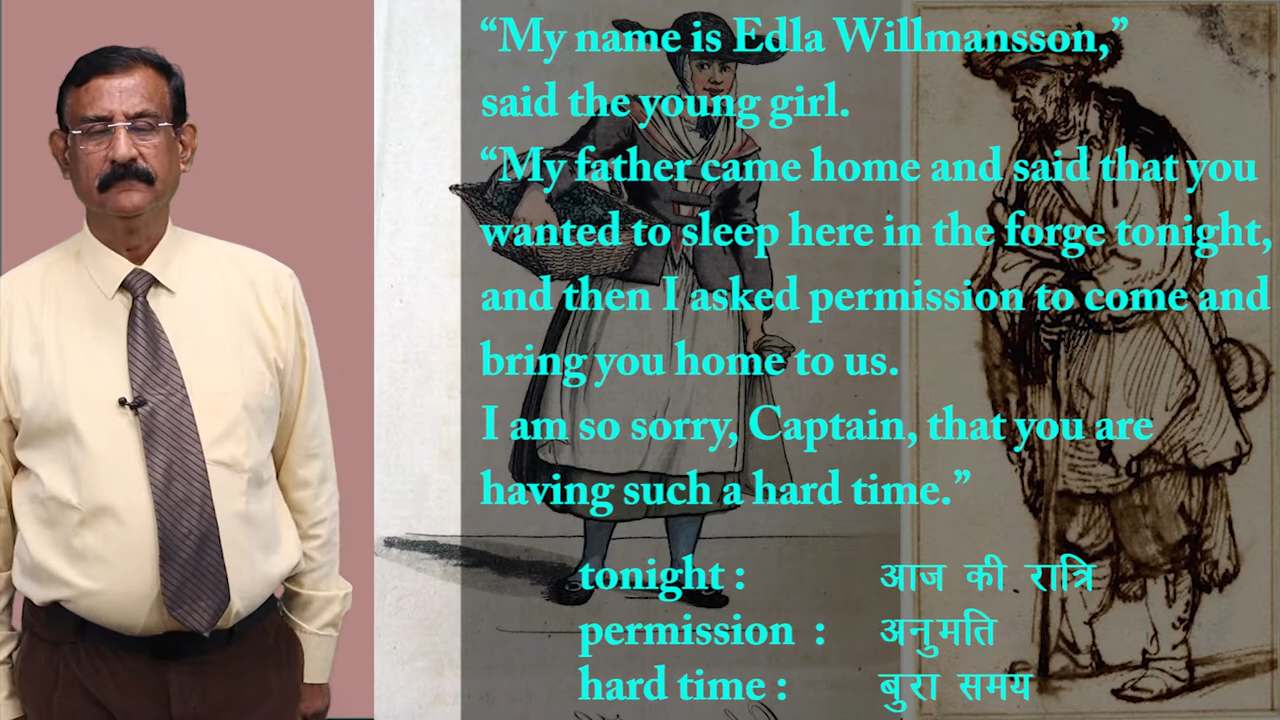 “My name is Edla Willmansson,”
said the young girl.
“My father came home and said that you
wanted to sleep here in the forge tonight,
and then I asked permission to come and
bring you home to us.
I am so sorry, Captain, that you are
having such a hard time.”
tonight : आज की रात्रि
permission : अनुमति
hard time : बुरा समय